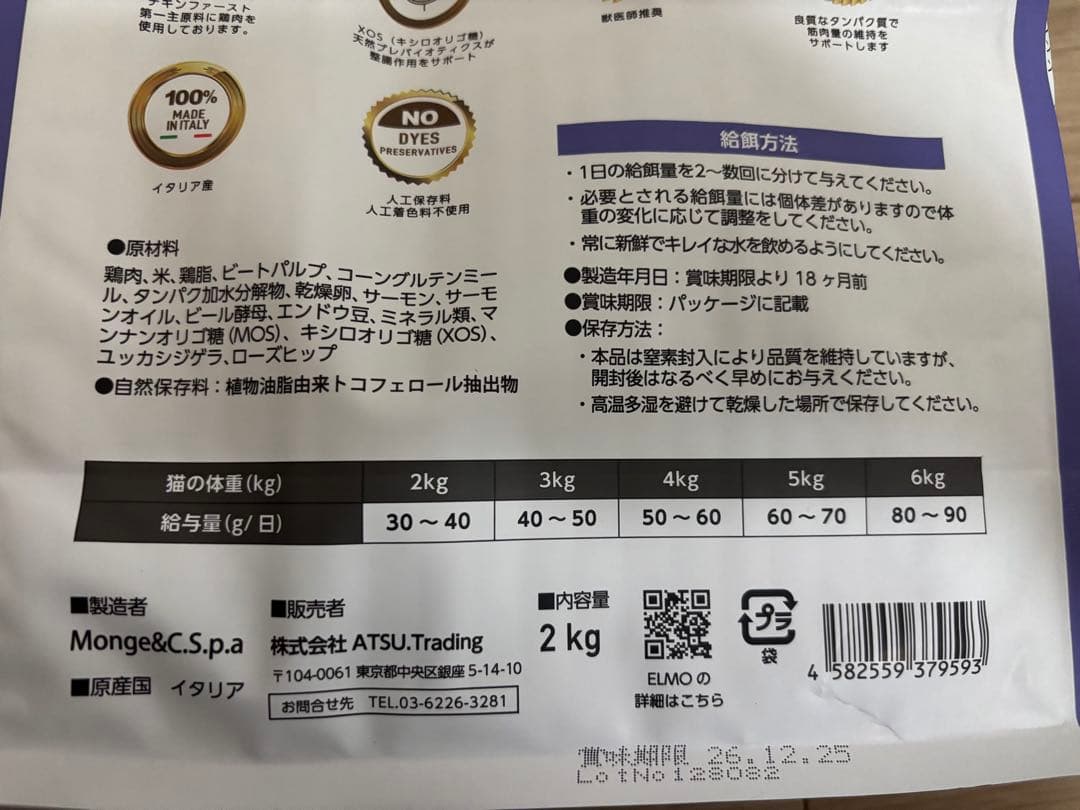 チキンファースト
第一主原料に鶏肉を
使用しております。
XOS（キシロオリゴ糖）
天然プレバイオティクスが
整腸作用をサポート
獣医師推奨
良質なタンパク質で
筋肉量の維持を
サポートします
100%
MADE
IN ITALY
イタリア産
NO
DYES
PRESERVATIVES
人工保存料
人工着色料不使用
●原材料
鶏肉、米、鶏脂、ビートパルプ、コーングルテンミー
ル、タンパク加水分解物、乾燥卵、サーモン、サーモ
ンオイル、ビール酵母、エンドウ豆、ミネラル類、マ
ンナンオリゴ糖（MOS）、キシロオリゴ糖（XOS）、
ユッカシジゲラ、ローズヒップ
●自然保存料：植物油脂由来トコフェロール抽出物
給餌方法
・1日の給餌量を2〜数回に分けて与えてください。
・必要とされる給餌量には個体差がありますので体
重の変化に応じて調整をしてください。
・常に新鮮でキレイな水を飲めるようにしてください。
●製造年月日：賞味期限より 18 ヶ月前
●賞味期限：パッケージに記載
●保存方法：
・本品は窒素封入により品質を維持していますが、
開封後はなるべく早めにお与えください。
・高温多湿を避けて乾燥した場所で保存してください。
猫の体重(kg) 2kg 3kg 4kg 5kg 6kg
給与量(g/日) 30〜40 40〜50 50〜60 60〜70 80〜90
■製造者
Monge&C.S.p.a
■原産国 イタリア
■販売者
株式会社 ATSU.Trading
〒104-0061 東京都中央区銀座 5-14-10
お問合せ先 TEL.03-6226-3281
■内容量
2 kg
ELMO の
詳細はこちら
プラ
袋
4 582559 379593
賞味期限 26.12.25
LotNo 128082